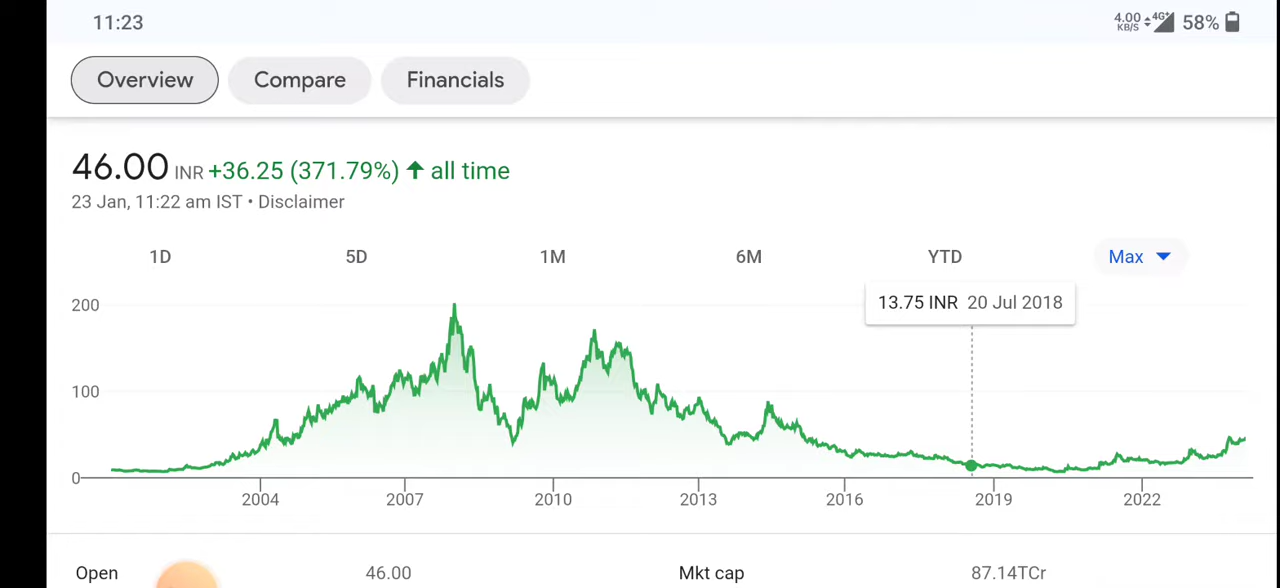 11:23
4.00 KB/S 4G+ 58%
Overview Compare Financials
46.00 INR +36.25 (371.79%) ↑ all time
23 Jan, 11:22 am IST • Disclaimer
1D 5D 1M 6M YTD Max
13.75 INR 20 Jul 2018
200
100
0
2004 2007 2010 2013 2016 2019 2022
Open 46.00 Mkt cap 87.14TCr